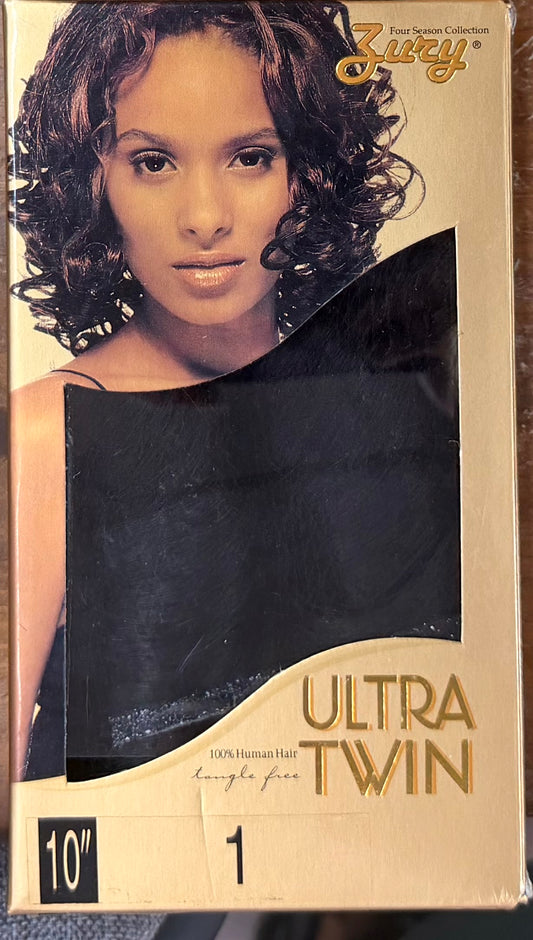 Four Season Collection
Zury®
ULTRA
TWIN
100% Human Hair
tangle free
10"
1